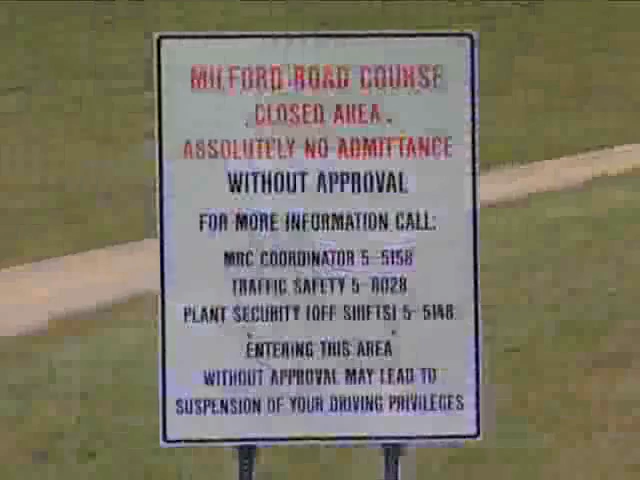 MILFORD ROAD COURSE
CLOSED AREA.
ABSOLUTELY NO ADMITTANCE
WITHOUT APPROVAL
FOR MORE INFORMATION CALL:
MRC COORDINATOR 5-5158
TRAFFIC SAFETY 5-8028
PLANT SECURITY (OFF SHIFTS) 5-5148
ENTERING THIS AREA
WITHOUT APPROVAL MAY LEAD TO
SUSPENSION OF YOUR DRIVING PRIVILEGES